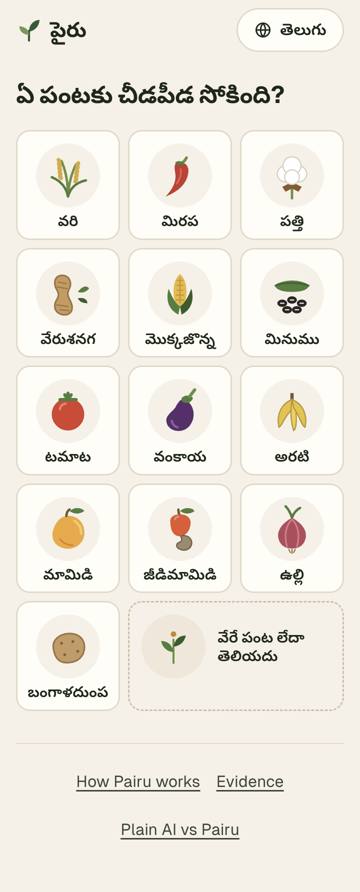 పైరు
తెలుగు
ఏ పంటకు చీడపీడ సోకింది?
వరి
మిరప
పత్తి
వేరుశనగ
మొక్కజొన్న
మినుము
టమాట
వంకాయ
అరటి
మామిడి
జీడిమామిడి
ఉల్లి
బంగాళదుంప
వేరే పంట లేదా
తెలియదు
How Pairu works
Evidence
Plain AI vs Pairu